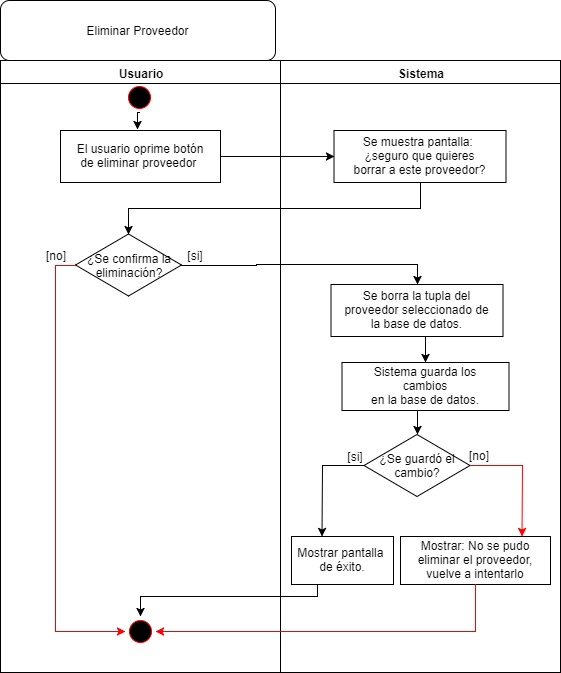 Eliminar Proveedor
Usuario
Sistema
El usuario oprime botón
de eliminar proveedor
Se muestra pantalla:
¿seguro que quieres
borrar a este proveedor?
[no]
¿Se confirma la
eliminación?
[si]
Se borra la tupla del
proveedor seleccionado de
la base de datos.
Sistema guarda los
cambios
en la base de datos.
[si]
¿Se guardó el
cambio?
[no]
Mostrar pantalla
de éxito.
Mostrar: No se pudo
eliminar el proveedor,
vuelve a intentarlo